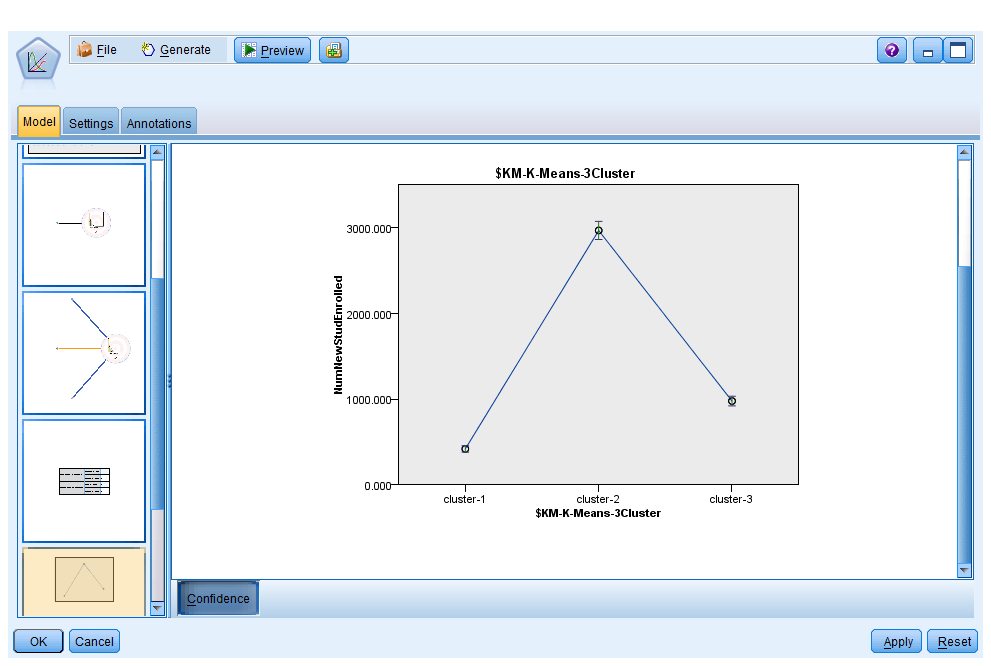 File Generate Preview
Model Settings Annotations
$KM-K-Means-3Cluster
3000.000
2000.000
1000.000
0.000
NumNewStudEnrolled
cluster-1 cluster-2 cluster-3
$KM-K-Means-3Cluster
Confidence
OK Cancel Apply Reset